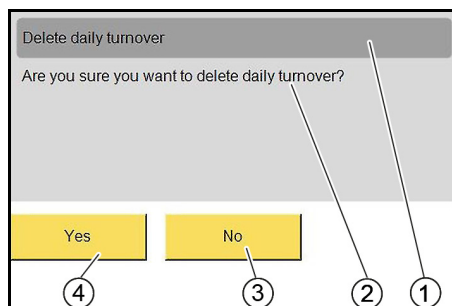 Delete daily turnover
Are you sure you want to delete daily turnover?
Yes
No
4
3
2
1